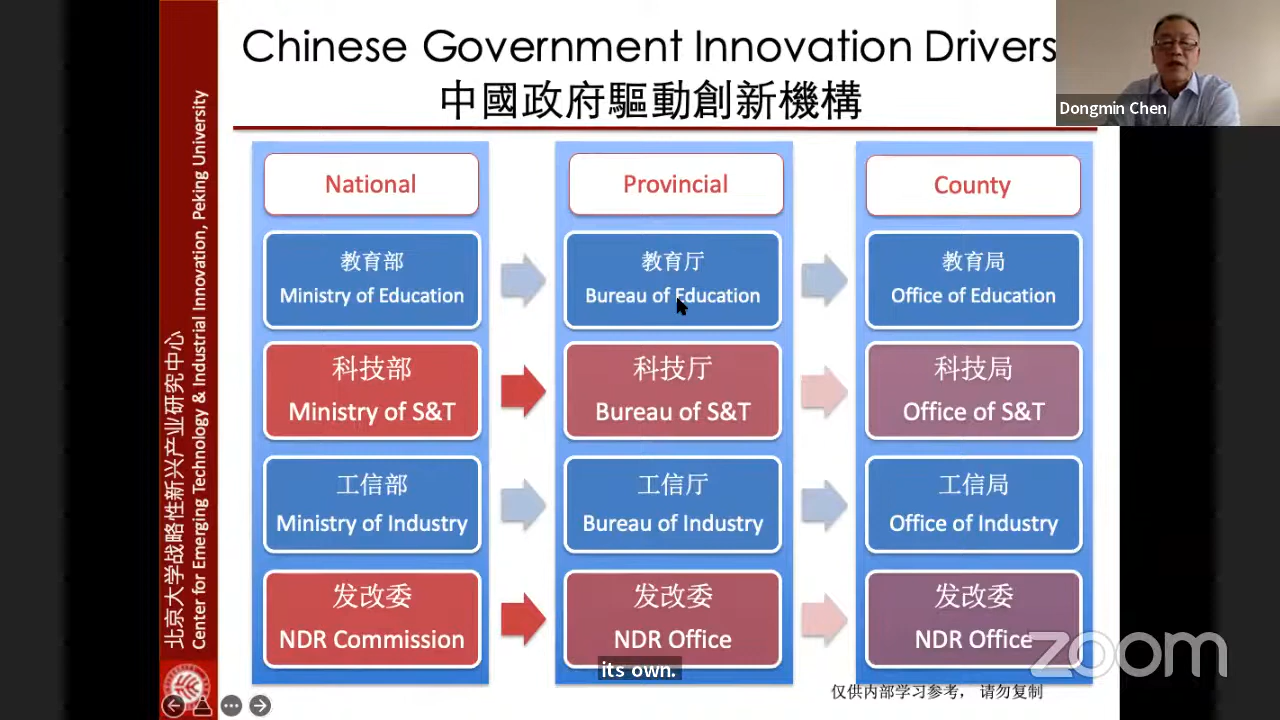 Chinese Government Innovation Drivers
中國政府驅動創新機構
Dongmin Chen
北京大学战略性新兴产业研究中心
Center for Emerging Technology & Industrial Innovation, Peking University
National
Provincial
County
教育部
Ministry of Education
教育厅
Bureau of Education
教育局
Office of Education
科技部
Ministry of S&T
科技厅
Bureau of S&T
科技局
Office of S&T
工信部
Ministry of Industry
工信厅
Bureau of Industry
工信局
Office of Industry
发改委
NDR Commission
发改委
NDR Office
发改委
NDR Office
its own.
zoom
仅供内部学习参考， 请勿复制